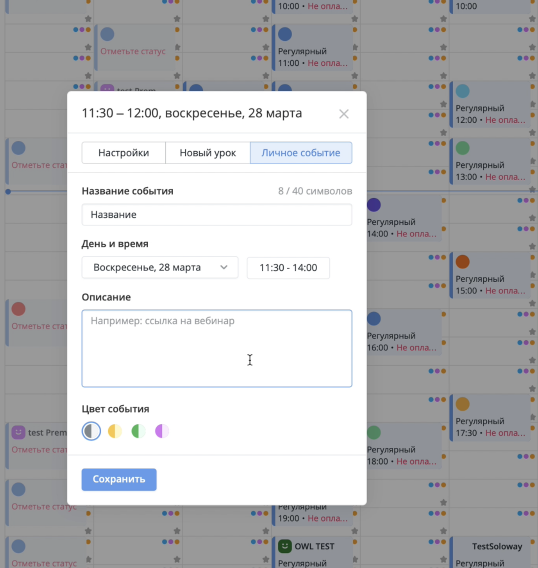 10:00 • Не опла...
10:00
Отметьте статус
Регулярный
11:00 • Не опла...
test Prem
Регулярный
12:00 • Не опла...
Отметьте ста
Регулярный
13:00 • Не опла...
11:30 – 12:00, воскресенье, 28 марта
Настройки
Новый урок
Личное событие
Название события
8 / 40 символов
Название
День и время
Воскресенье, 28 марта
11:30 - 14:00
Описание
Например: ссылка на вебинар
Цвет события
Сохранить
Регулярный
14:00 • Не опла...
Регулярный
15:00 • Не опла...
Отметьте ста
Регулярный
16:00 • Не опла...
test Prem
Отметьте ста
Регулярный
17:30 • Не опла...
Регулярный
18:00 • Не опла...
Отметьте статус
Регулярный
19:00 • Не опла...
Отметьте статус
OWL TEST
Регулярный
TestSoloway
Регулярный